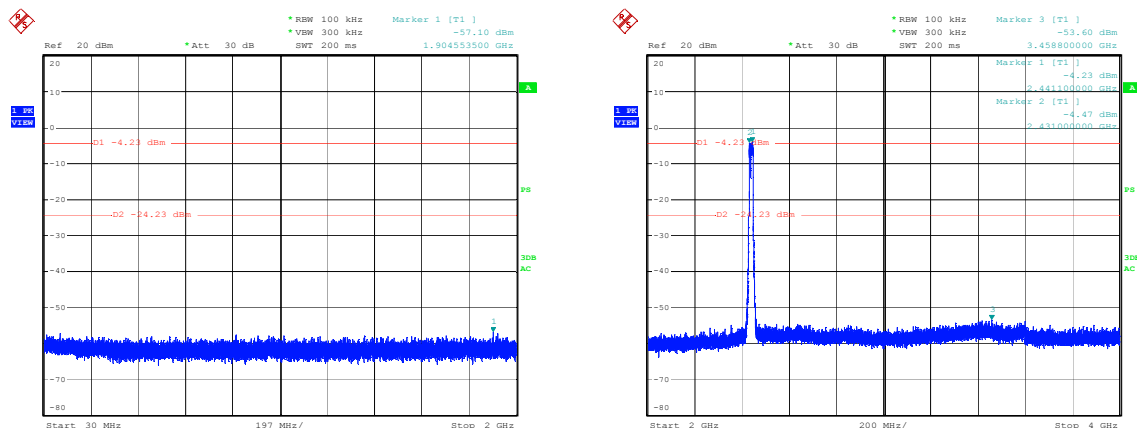 * RBW 100 kHz Marker 1 [T1 ]
* VBW 300 kHz -57.10 dBm
Ref 20 dBm * Att 30 dB SWT 200 ms 1.904553500 GHz
20
10
0
D1 -4.23 dBm
-10
-20
D2 -24.23 dBm
-30
-40
-50
1
-60
-70
-80
1 PK
VIEW
A
PS
3DB
AC
Start 30 MHz 197 MHz/ Stop 2 GHz
* RBW 100 kHz Marker 3 [T1 ]
* VBW 300 kHz -53.60 dBm
Ref 20 dBm * Att 30 dB SWT 200 ms 3.458800000 GHz
Marker 1 [T1 ]
-4.23 dBm
2.441100000 GHz
Marker 2 [T1 ]
-4.47 dBm
2.431000000 GHz
20
10
0
2 1
D1 -4.23 dBm
-10
-20
D2 -24.23 dBm
-30
-40
-50
3
-60
-70
-80
1 PK
VIEW
A
PS
3DB
AC
Start 2 GHz 200 MHz/ Stop 4 GHz